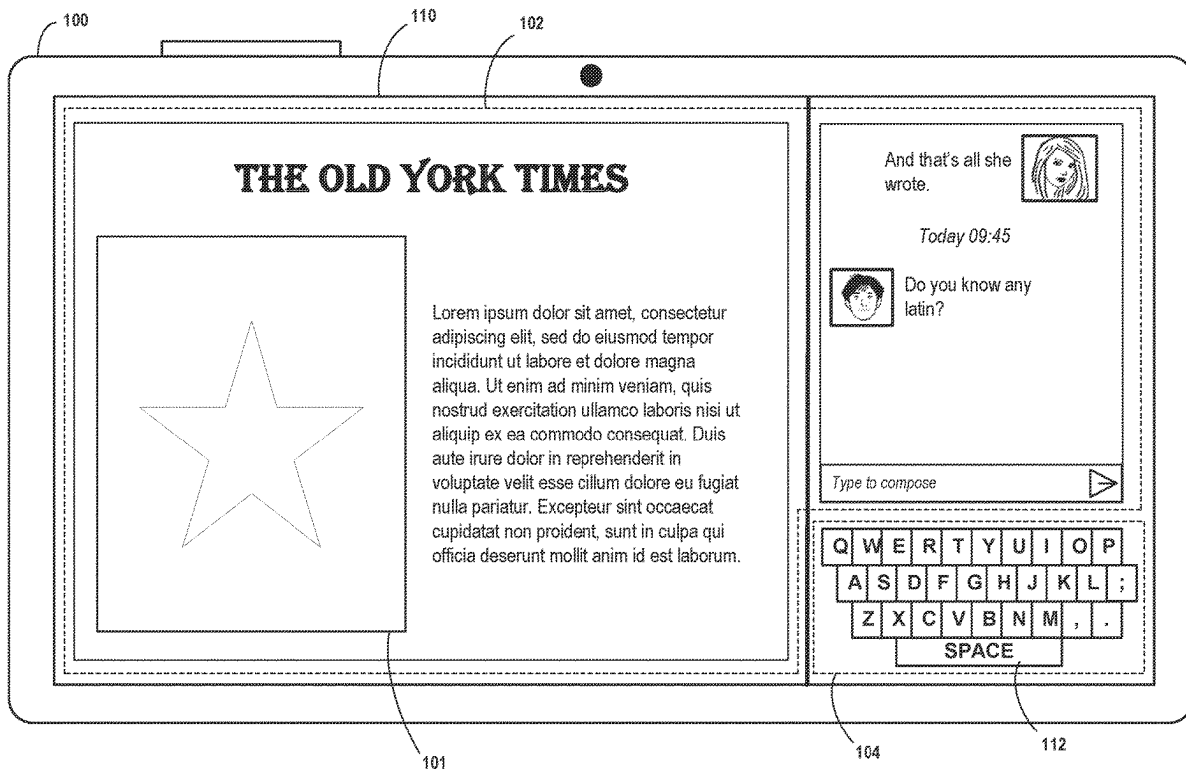 100
110
102
THE OLD YORK TIMES
Lorem ipsum dolor sit amet, consectetur
adipiscing elit, sed do eiusmod tempor
incididunt ut labore et dolore magna
aliqua. Ut enim ad minim veniam, quis
nostrud exercitation ullamco laboris nisi ut
aliquip ex ea commodo consequat. Duis
aute irure dolor in reprehenderit in
voluptate velit esse cillum dolore eu fugiat
nulla pariatur. Excepteur sint occaecat
cupidatat non proident, sunt in culpa qui
officia deserunt mollit anim id est laborum.
And that's all she
wrote.
Today 09:45
Do you know any
latin?
Type to compose
Q W E R T Y U I O P
A S D F G H J K L ;
Z X C V B N M , .
SPACE
101
104
112